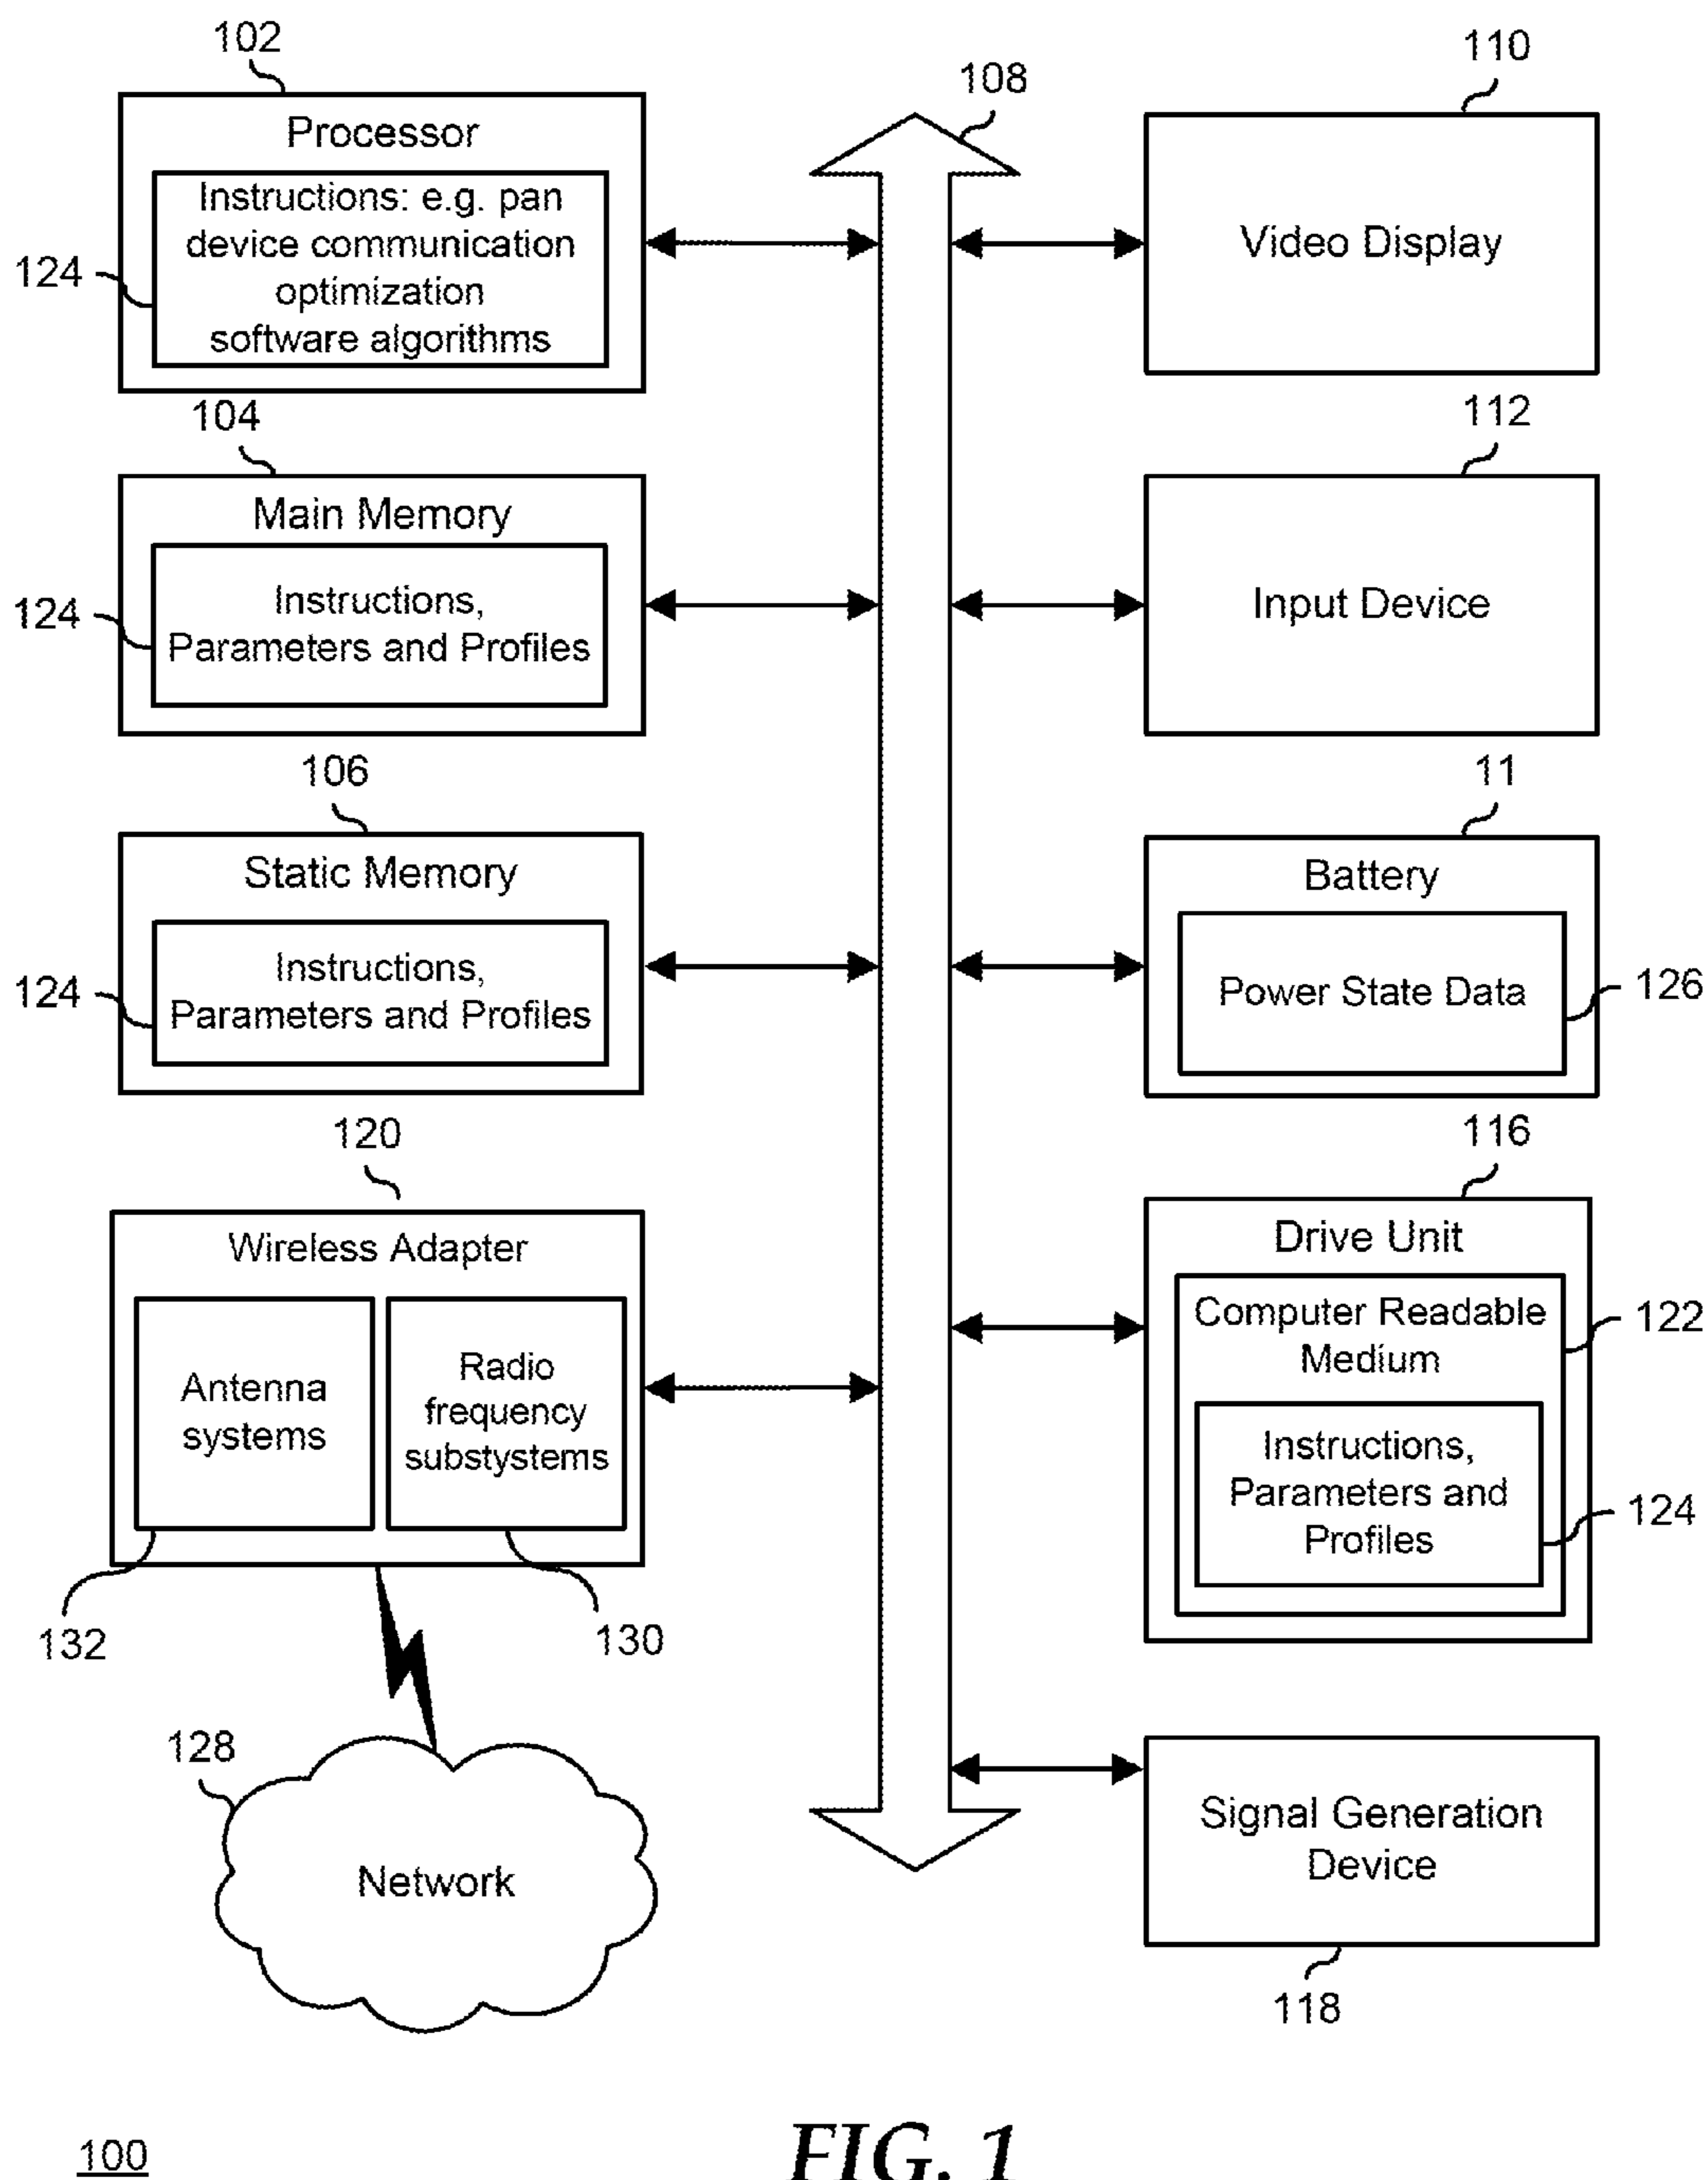 102
Processor
Instructions: e.g. pan
device communication
optimization
software algorithms
124
104
Main Memory
Instructions,
Parameters and Profiles
124
106
Static Memory
Instructions,
Parameters and Profiles
124
120
Wireless Adapter
Antenna
systems
Radio
frequency
substystems
132
130
128
Network
108
110
Video Display
112
Input Device
11
Battery
Power State Data
126
116
Drive Unit
Computer Readable
Medium
122
Instructions,
Parameters and
Profiles
124
Signal Generation
Device
118
100
FIG. 1